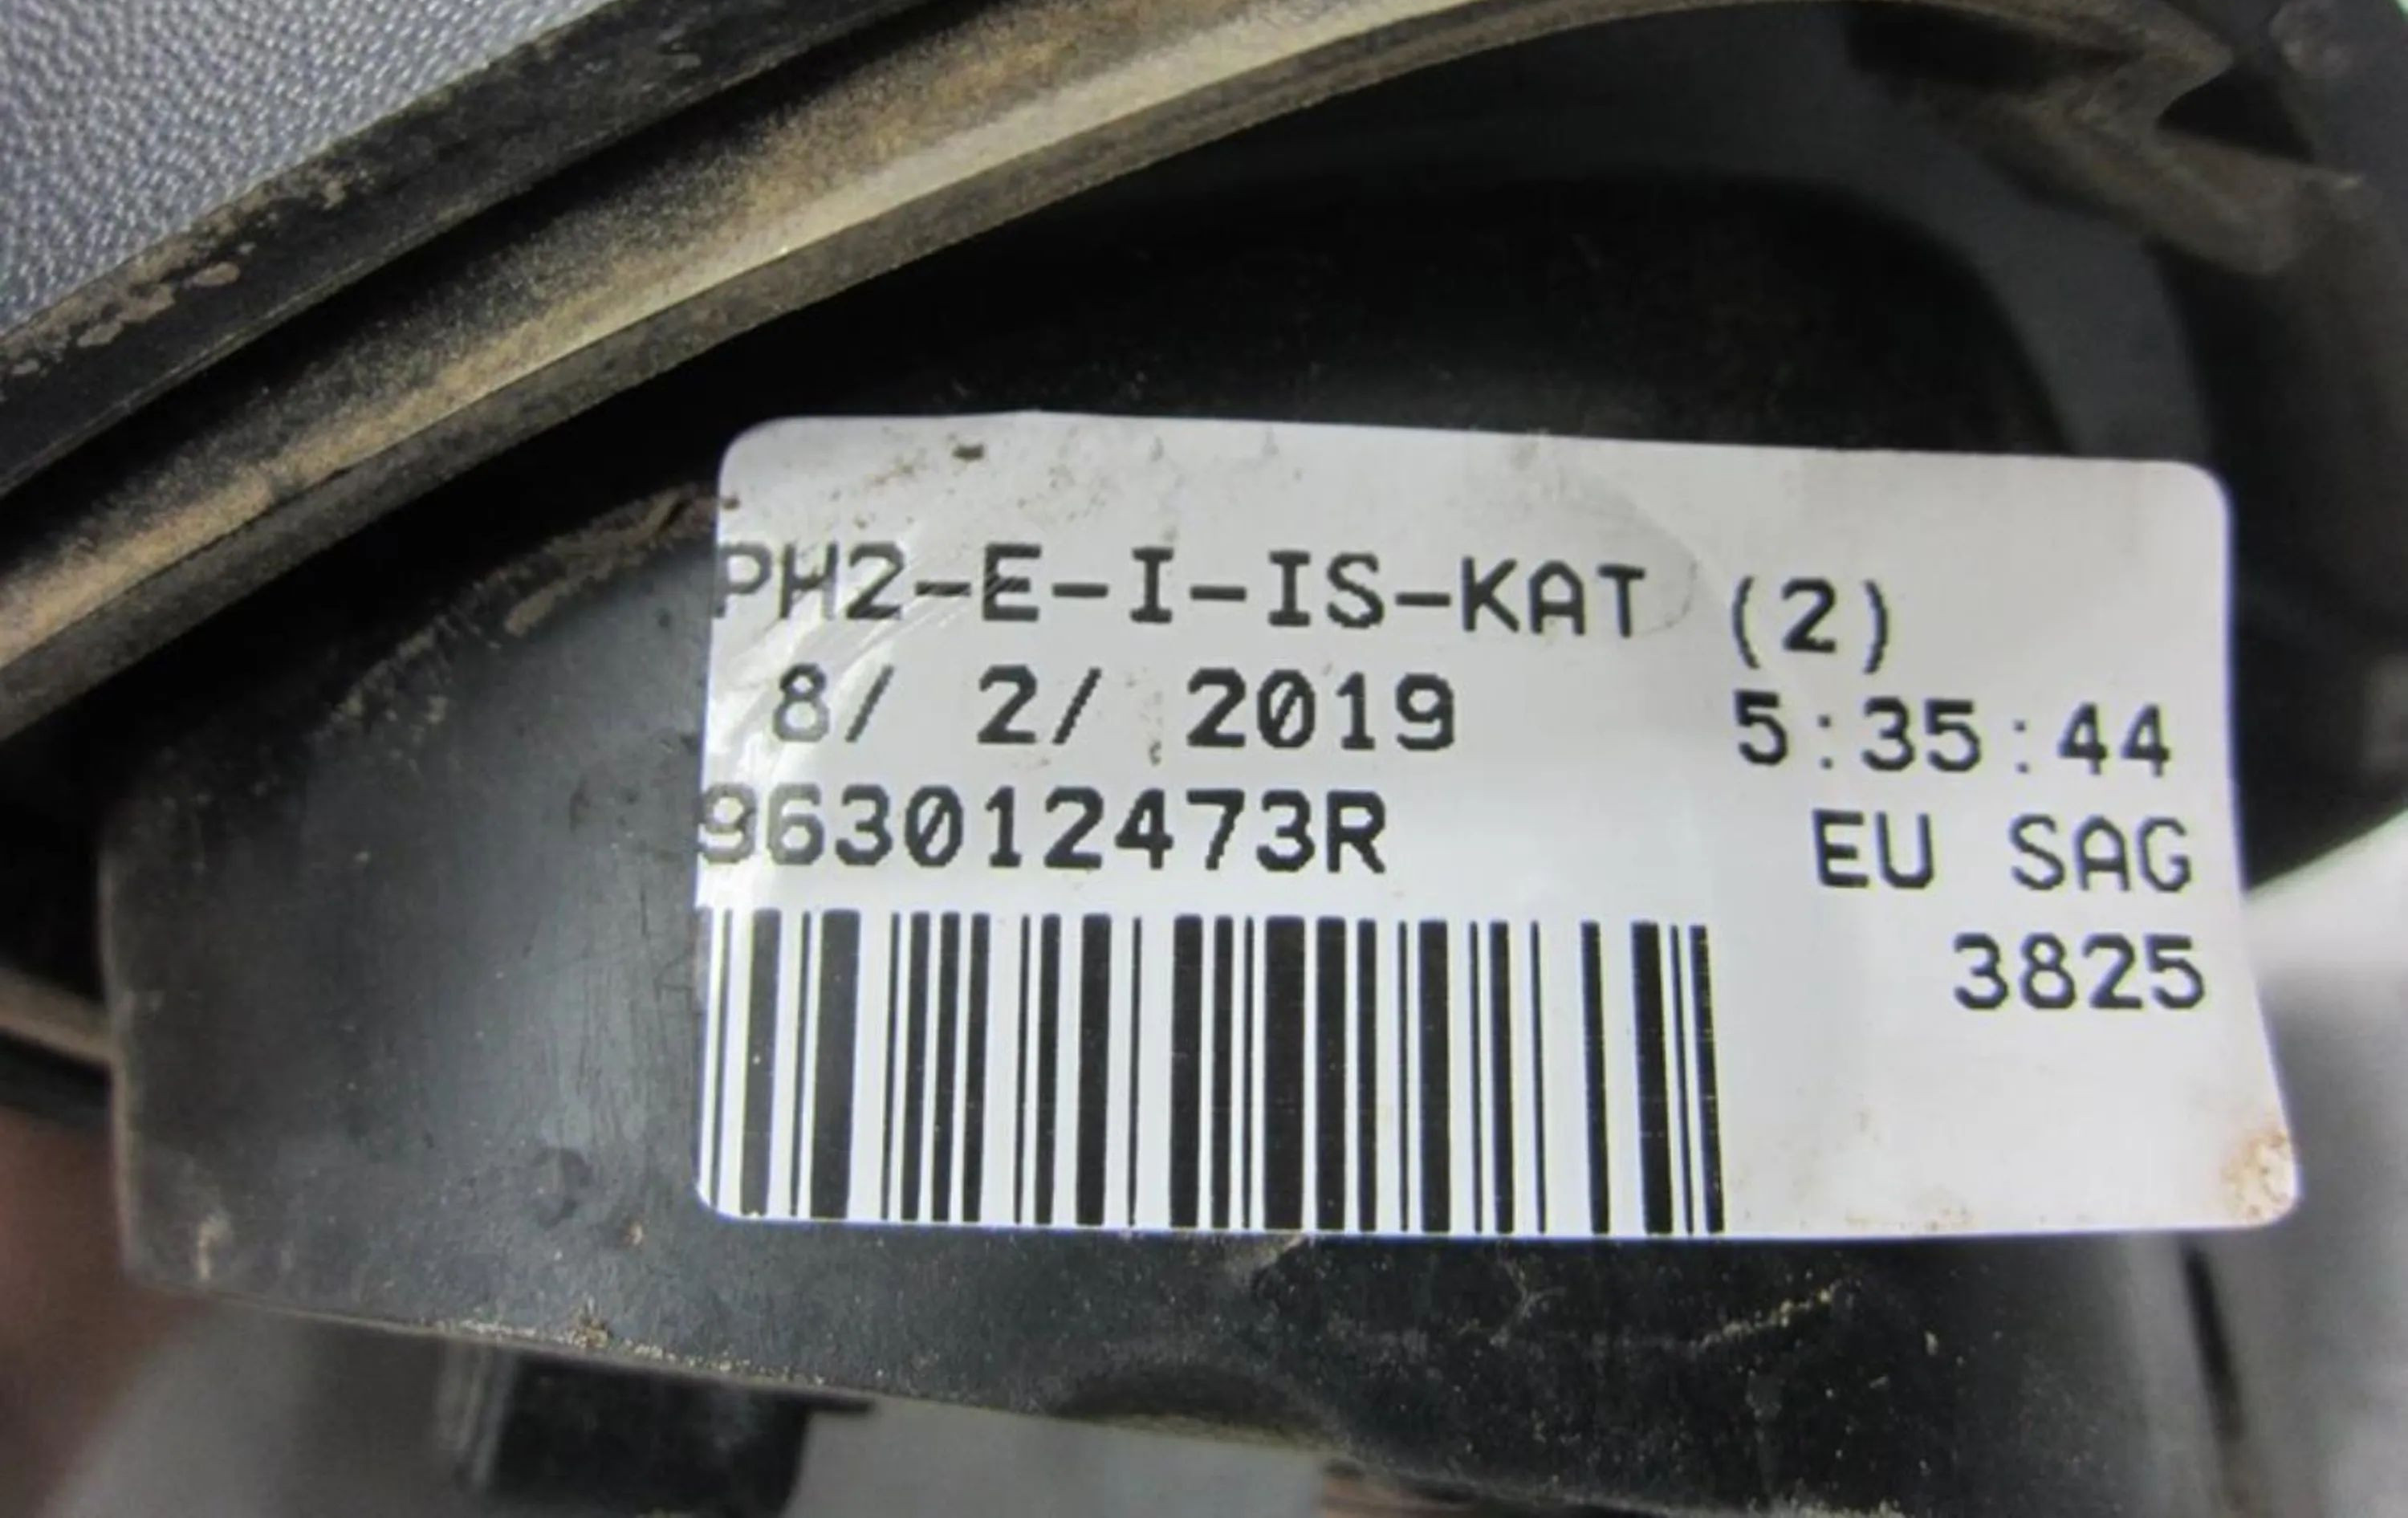 PH2-E-I-IS-KAT (2)
8/ 2/ 2019 5:35:44
963012473R EU SAG
3825